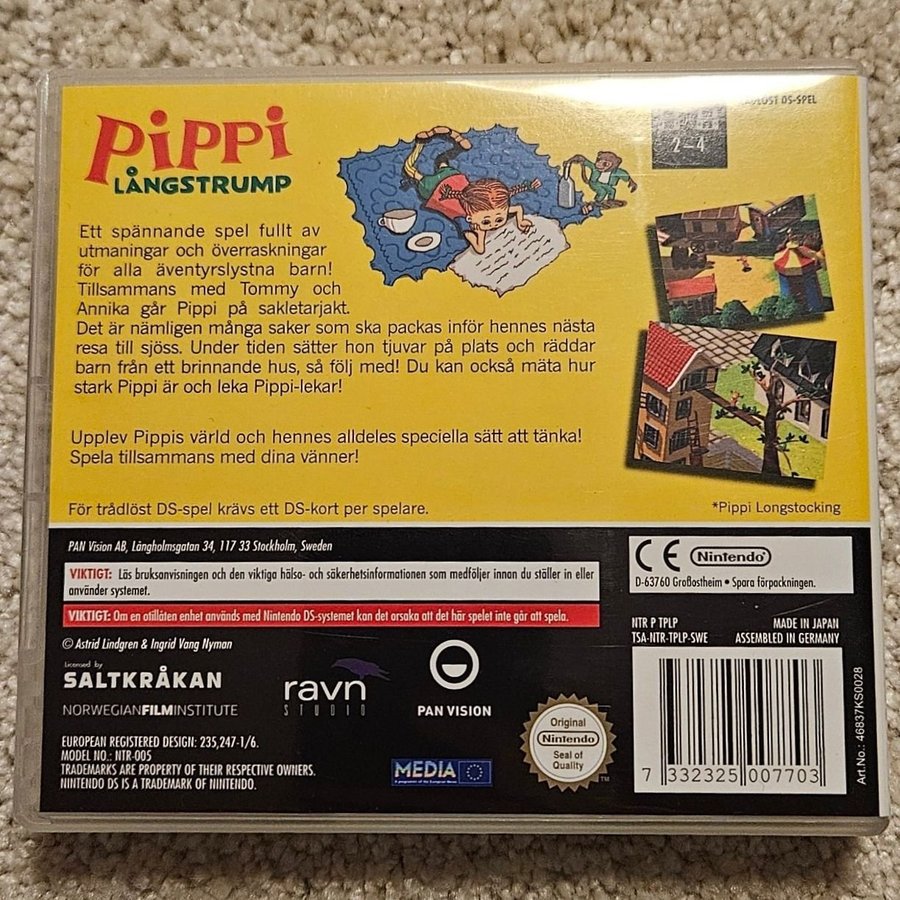 DS-SPEL
PIPPI
LÅNGSTRUMP
2-4
Ett spännande spel fullt av
utmaningar och överraskningar
för alla äventyrslystna barn!
Tillsammans med Tommy och
Annika går Pippi på sakletarjakt.
Det är nämligen många saker som ska packas inför hennes nästa
resa till sjöss. Under tiden sätter hon tjuvar på plats och räddar
barn från ett brinnande hus, så följ med! Du kan också mäta hur
stark Pippi är och leka Pippi-lekar!
Upplev Pippis värld och hennes alldeles speciella sätt att tänka!
Spela tillsammans med dina vänner!
För trådlöst DS-spel krävs ett DS-kort per spelare.
*Pippi Longstocking
PAN Vision AB, Långholmsgatan 34, 117 33 Stockholm, Sweden
VIKTIGT: Läs bruksanvisningen och den viktiga hälso- och säkerhetsinformationen som medföljer innan du ställer in eller
använder systemet.
VIKTIGT: Om en otillåten enhet används med Nintendo DS-systemet kan det orsaka att det här spelet inte går att spela.
CE Nintendo®
D-63760 Großostheim • Spara förpackningen.
© Astrid Lindgren & Ingrid Vang Nyman
Licensed by
SALTKRÅKAN
NORWEGIANFILMINSTITUTE
ravn
STUDIO
PAN VISION
EUROPEAN REGISTERED DESIGN: 235,247-1/6.
MODEL NO.: NTR-005
TRADEMARKS ARE PROPERTY OF THEIR RESPECTIVE OWNERS.
NINTENDO DS IS A TRADEMARK OF NINTENDO.
MEDIA
Original
Nintendo
Seal of
Quality
TM
NTR P TPLP
TSA-NTR-TPLP-SWE
MADE IN JAPAN
ASSEMBLED IN GERMANY
7 332325 007703
Art.No.: 46837KS0028